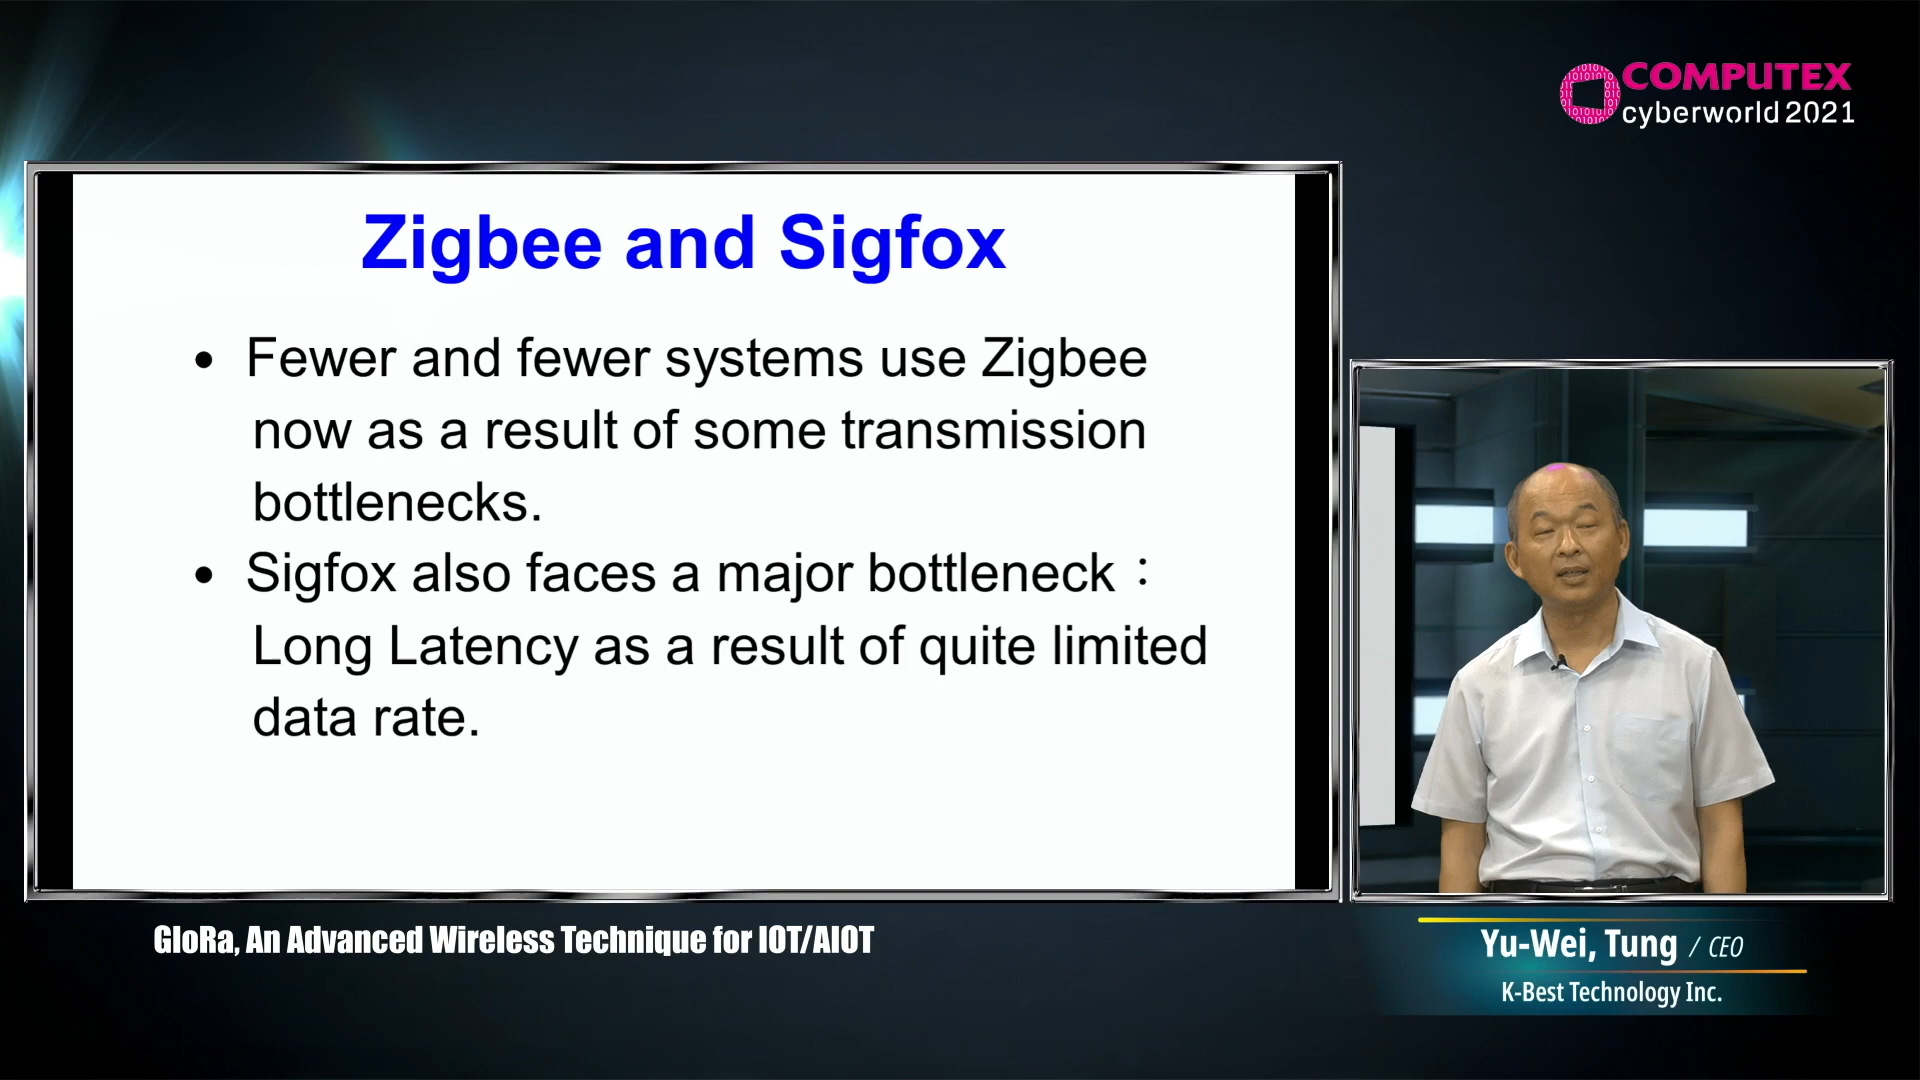 COMPUTEX
cyberworld 2021
Zigbee and Sigfox
• Fewer and fewer systems use Zigbee
now as a result of some transmission
bottlenecks.
• Sigfox also faces a major bottleneck：
Long Latency as a result of quite limited
data rate.
GloRa, An Advanced Wireless Technique for IOT/AIOT
Yu-Wei, Tung / CEO
K-Best Technology Inc.